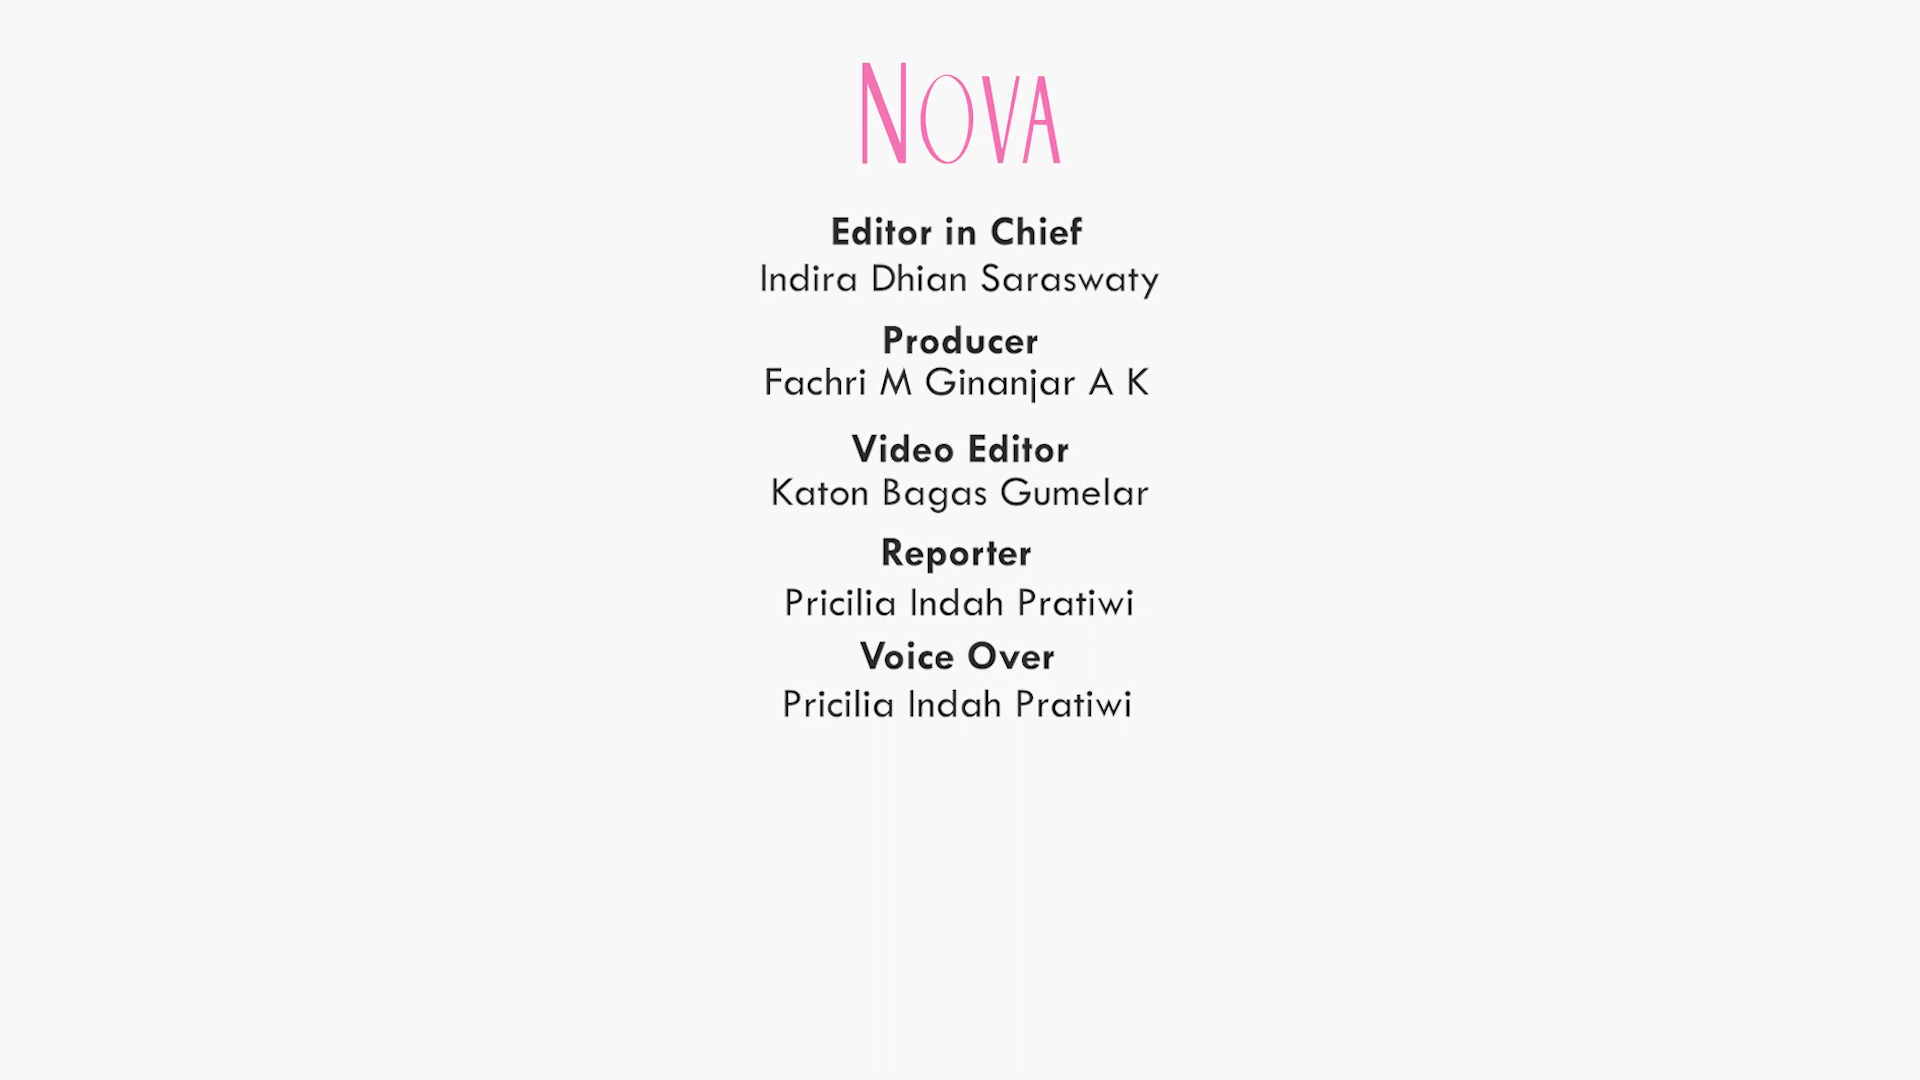 NOVA
Editor in Chief
Indira Dhian Saraswaty
Producer
Fachri M Ginanjar A K
Video Editor
Katon Bagas Gumelar
Reporter
Pricilia Indah Pratiwi
Voice Over
Pricilia Indah Pratiwi